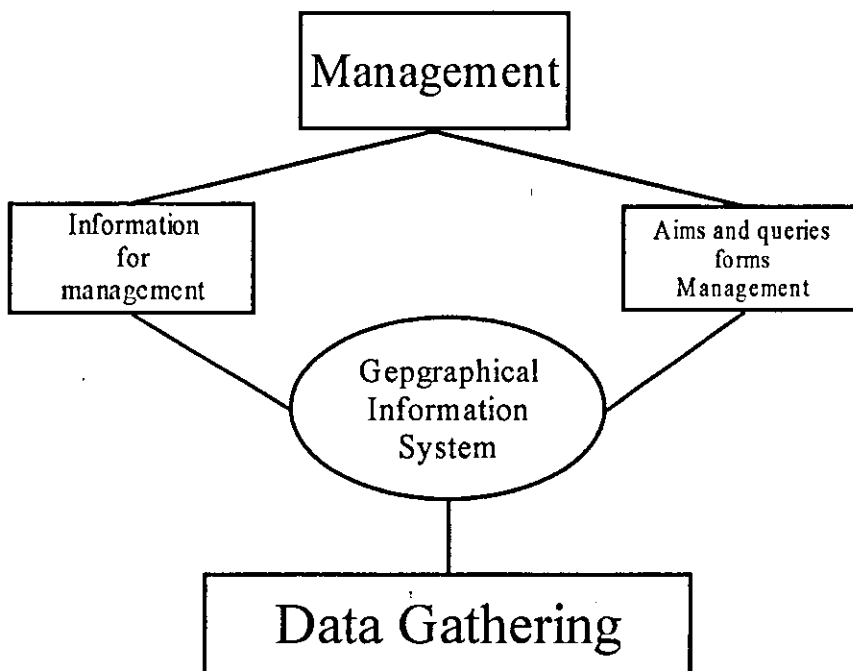 Management
Information
for
management
Aims and queries
forms
Management
Gepgraphical
Information
System
Data Gathering